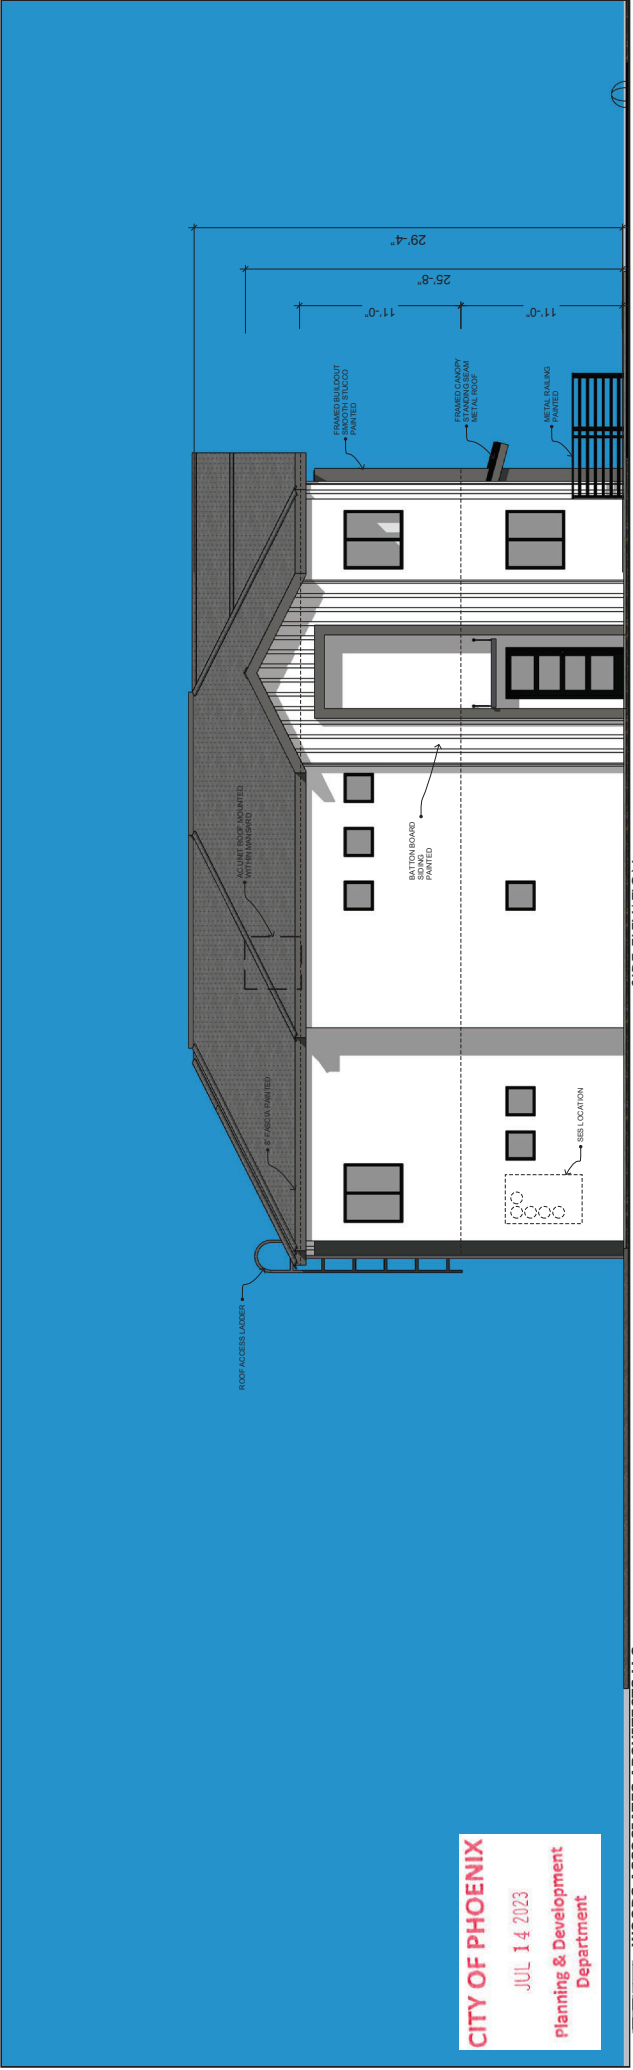 ROOF ACCESS LADDER
8" FASCIA PAINTED
AC UNIT ROOF MOUNTED
WITHIN MANSARD
BATTON BOARD
SIDING
PAINTED
SES LOCATION
FRAMED BUILDOUT
SMOOTH STUCCO
PAINTED
FRAMED CANOPY
STANDING SEAM
METAL ROOF
METAL RAILING
PAINTED
29'-4"
25'-8"
11'-0"
11'-0"
CITY OF PHOENIX
JUL 14 2023
Planning & Development
Department